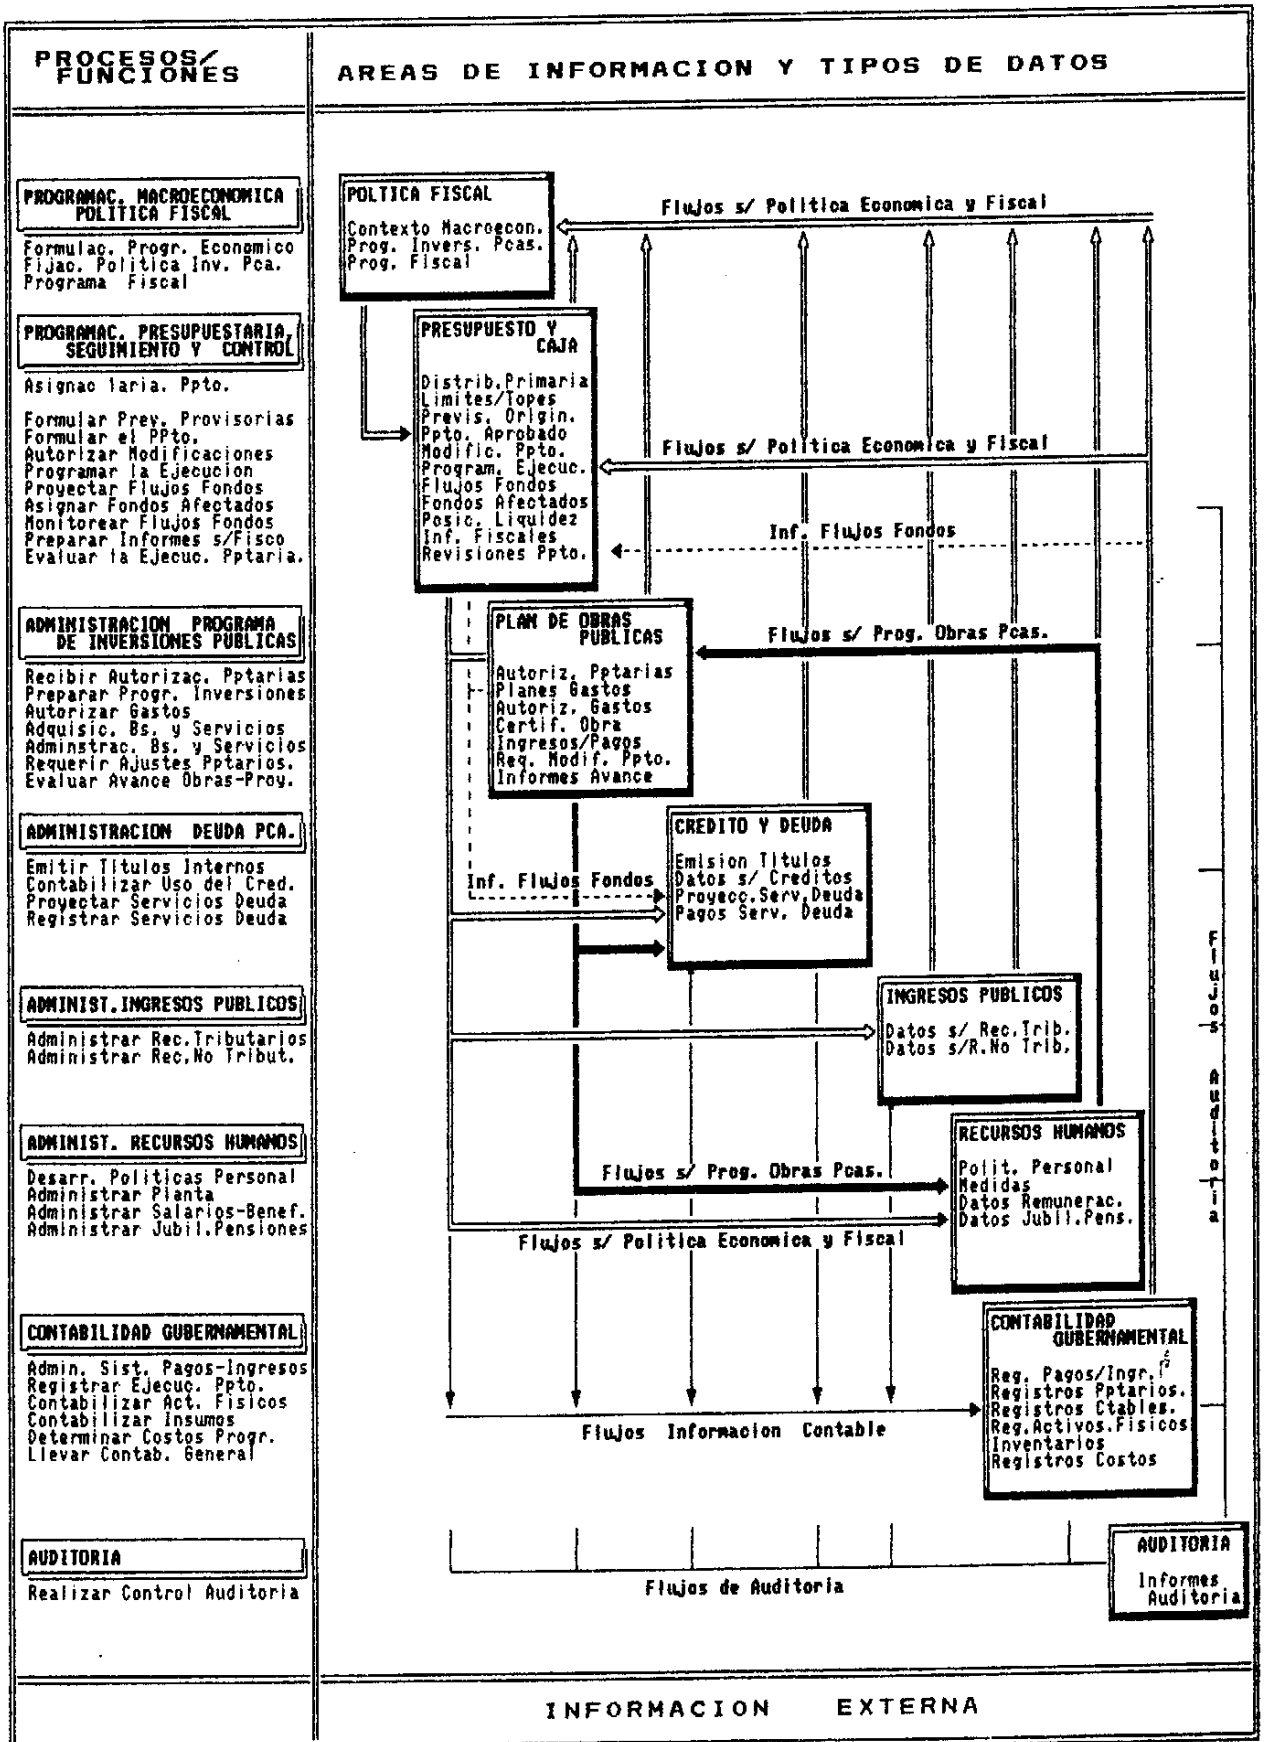 PROCESOS/
FUNCIONES
AREAS DE INFORMACION Y TIPOS DE DATOS
PROGRAMAC. MACROECONOMICA
POLITICA FISCAL
Formulac. Progr. Economico
Fijac. Politica Inv. Pca.
Programa Fiscal
POLTICA FISCAL
Contexto Macroecon.
Prog. Invers. Pcas.
Prog. Fiscal
Flujos s/ Politica Economica y Fiscal
PROGRAMAC. PRESUPUESTARIA,
SEGUIMIENTO Y CONTROL
Asignac 1aria. Ppto.
Formular Prev. Provisorias
Formular el PPto.
Autorizar Modificaciones
Programar la Ejecucion
Proyectar Flujos Fondos
Asignar Fondos Afectados
Monitorear Flujos Fondos
Preparar Informes s/Fisco
Evaluar la Ejecuc. Pptaria.
PRESUPUESTO Y
CAJA
Distrib.Primaria
Limites/Topes
Previs. Origin.
Ppto. Aprobado
Modific. Ppto.
Program. Ejecuc.
Flujos Fondos
Fondos Afectados
Posic. Liquidez
Inf. Fiscales
Revisiones Ppto.
Flujos s/ Politica Economica y Fiscal
Inf. Flujos Fondos
ADMINISTRACION PROGRAMA
DE INVERSIONES PUBLICAS
Recibir Autorizac. Pptarias
Preparar Progr. Inversiones
Autorizar Gastos
Adquisic. Bs. y Servicios
Adminstrac. Bs. y Servicios
Requerir Ajustes Pptarios.
Evaluar Avance Obras-Proy.
PLAN DE OBRAS
PUBLICAS
Autoriz. Pptarias
Planes Gastos
Autoriz. Gastos
Certif. Obra
Ingresos/Pagos
Req. Modif. Ppto.
Informes Avance
Flujos s/ Prog. Obras Pcas.
ADMINISTRACION DEUDA PCA.
Emitir Titulos Internos
Contabilizar Uso del Cred.
Proyectar Servicios Deuda
Registrar Servicios Deuda
CREDITO Y DEUDA
Emision Titulos
Datos s/ Creditos
Proyecc.Serv.Deuda
Pagos Serv. Deuda
Inf. Flujos Fondos
ADMINIST.INGRESOS PUBLICOS
Administrar Rec.Tributarios
Administrar Rec.No Tribut.
INGRESOS PUBLICOS
Datos s/ Rec.Trib.
Datos s/R.No Trib.
Flujos Auditoria
ADMINIST. RECURSOS HUMANOS
Desarr. Politicas Personal
Administrar Planta
Administrar Salarios-Benef.
Administrar Jubil.Pensiones
RECURSOS HUMANOS
Polit. Personal
Medidas
Datos Remunerac.
Datos Jubil.Pens.
Flujos s/ Prog. Obras Pcas.
Flujos s/ Politica Economica y Fiscal
CONTABILIDAD GUBERNAMENTAL
Admin. Sist. Pagos-Ingresos
Registrar Ejecuc. Ppto.
Contabilizar Act. Fisicos
Contabilizar Insumos
Determinar Costos Progr.
Llevar Contab. General
CONTABILIDAD
GUBERNAMENTAL
Reg. Pagos/Ingr.
Registros Pptarios.
Registros Ctables.
Reg.Activos.Fisicos
Inventarios
Registros Costos
Flujos Informacion Contable
AUDITORIA
Realizar Control Auditoria
AUDITORIA
Informes
Auditoria
Flujos de Auditoria
INFORMACION EXTERNA